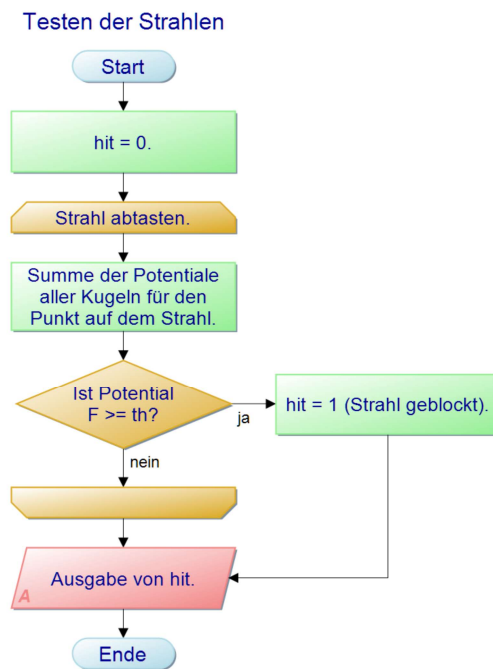 Testen der Strahlen
Start
hit = 0.
Strahl abtasten.
Summe der Potentiale
aller Kugeln für den
Punkt auf dem Strahl.
Ist Potential
F >= th?
ja
hit = 1 (Strahl geblockt).
nein
Ausgabe von hit.
A
Ende